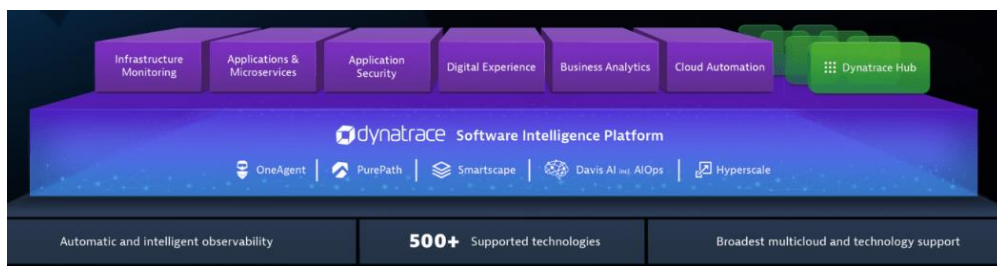 Infrastructure
Monitoring
Applications &
Microservices
Application
Security
Digital Experience
Business Analytics
Cloud Automation
Dynatrace Hub
dynatrace Software Intelligence Platform
OneAgent
PurePath
Smartscape
Davis AI incl. AIOps
Hyperscale
Automatic and intelligent observability
500+ Supported technologies
Broadest multicloud and technology support